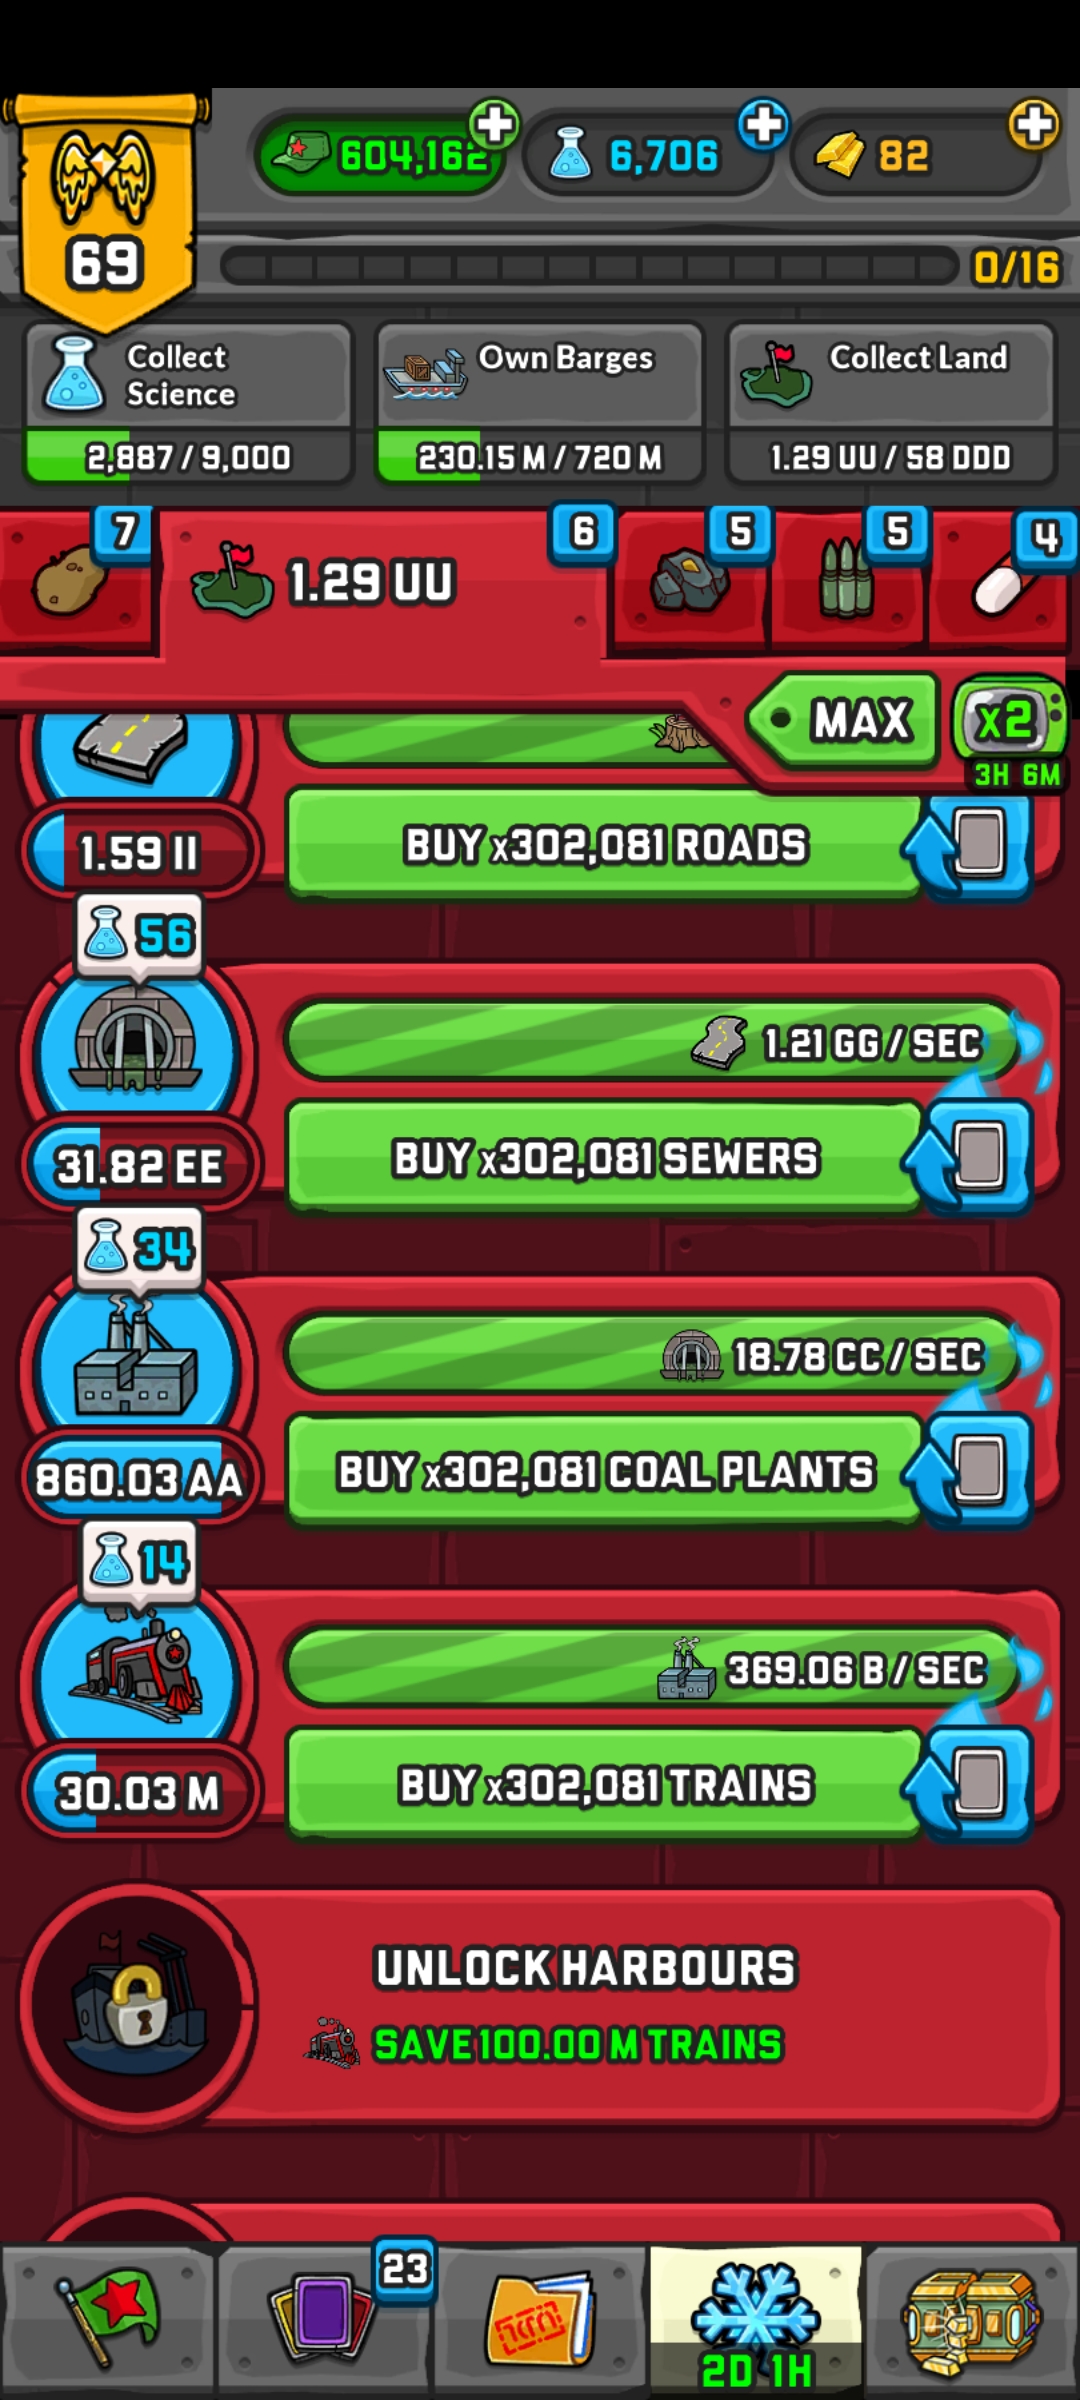 604,162
6,706
82
69
0/16
Collect
Science
2,887 / 9,000
Own Barges
230.15 M / 720 M
Collect Land
1.29 UU / 58 DDD
7
1.29 UU
6
5
5
4
MAX
x2
3H 6M
1.59 II
BUY x302,081 ROADS
56
1.21 GG / SEC
31.82 EE
BUY x302,081 SEWERS
34
18.78 CC / SEC
860.03 AA
BUY x302,081 COAL PLANTS
14
369.06 B / SEC
30.03 M
BUY x302,081 TRAINS
UNLOCK HARBOURS
SAVE 100.00 M TRAINS
23
2D 1H